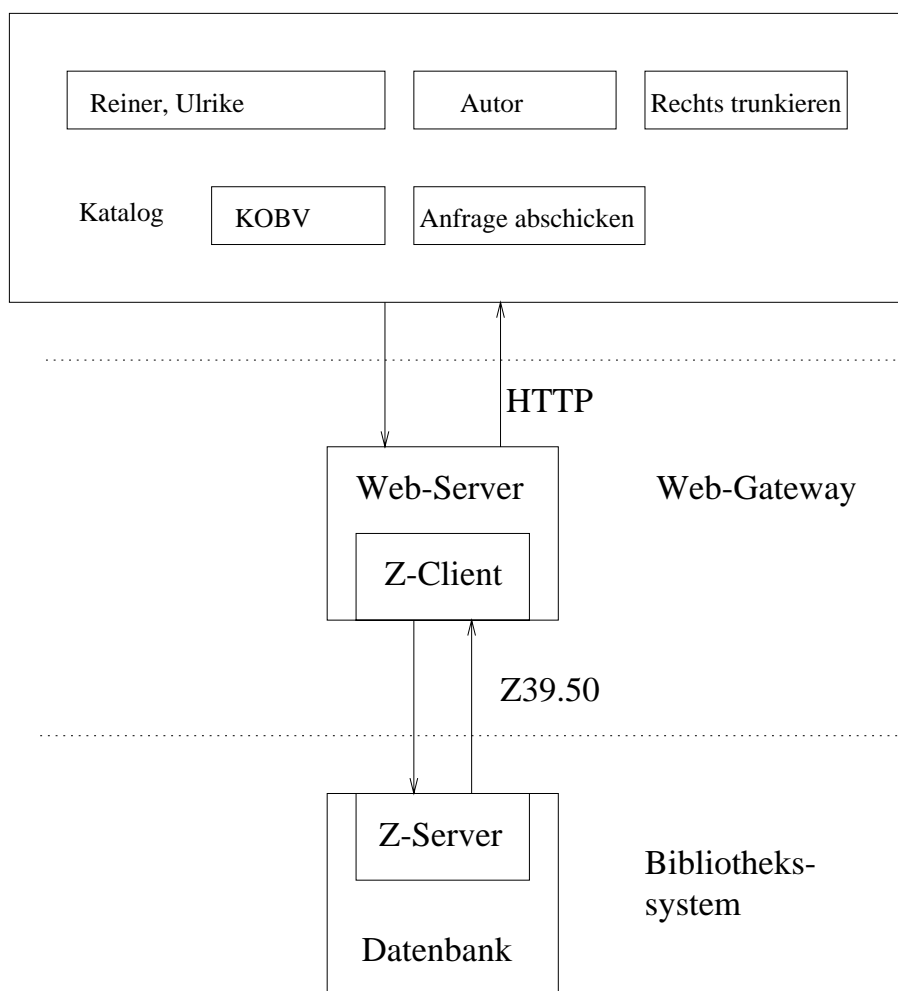 Reiner, Ulrike
Autor
Rechts trunkieren
Katalog
KOBV
Anfrage abschicken
HTTP
Web-Server
Web-Gateway
Z-Client
Z39.50
Z-Server
Bibliotheks-
system
Datenbank